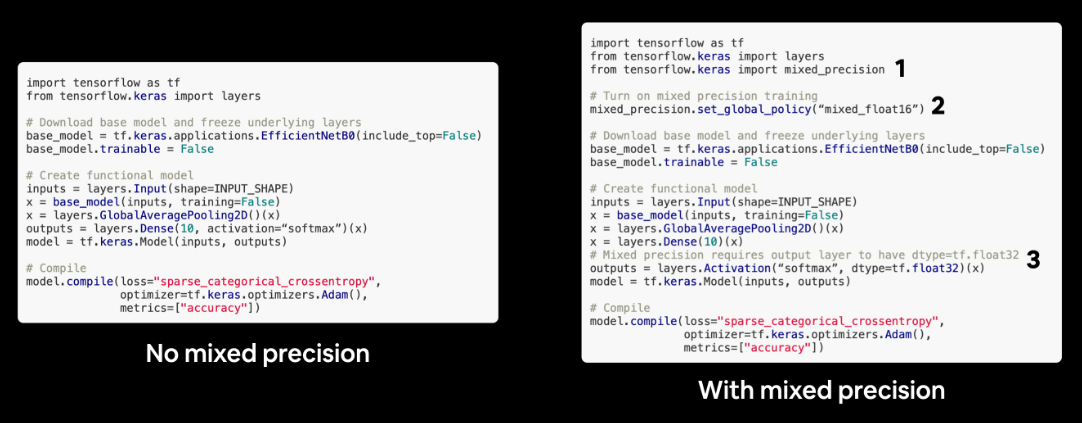 import tensorflow as tf
from tensorflow.keras import layers

# Download base model and freeze underlying layers
base_model = tf.keras.applications.EfficientNetB0(include_top=False)
base_model.trainable = False

# Create functional model
inputs = layers.Input(shape=INPUT_SHAPE)
x = base_model(inputs, training=False)
x = layers.GlobalAveragePooling2D()(x)
outputs = layers.Dense(10, activation=“softmax”)(x)
model = tf.keras.Model(inputs, outputs)

# Compile
model.compile(loss="sparse_categorical_crossentropy",
              optimizer=tf.keras.optimizers.Adam(),
              metrics=["accuracy"])
No mixed precision

import tensorflow as tf
from tensorflow.keras import layers
from tensorflow.keras import mixed_precision 1

# Turn on mixed precision training
mixed_precision.set_global_policy(“mixed_float16”) 2

# Download base model and freeze underlying layers
base_model = tf.keras.applications.EfficientNetB0(include_top=False)
base_model.trainable = False

# Create functional model
inputs = layers.Input(shape=INPUT_SHAPE)
x = base_model(inputs, training=False)
x = layers.GlobalAveragePooling2D()(x)
x = layers.Dense(10)(x)
# Mixed precision requires output layer to have dtype=tf.float32 3
outputs = layers.Activation(“softmax”, dtype=tf.float32)(x)
model = tf.keras.Model(inputs, outputs)

# Compile
model.compile(loss="sparse_categorical_crossentropy",
              optimizer=tf.keras.optimizers.Adam(),
              metrics=["accuracy"])
With mixed precision